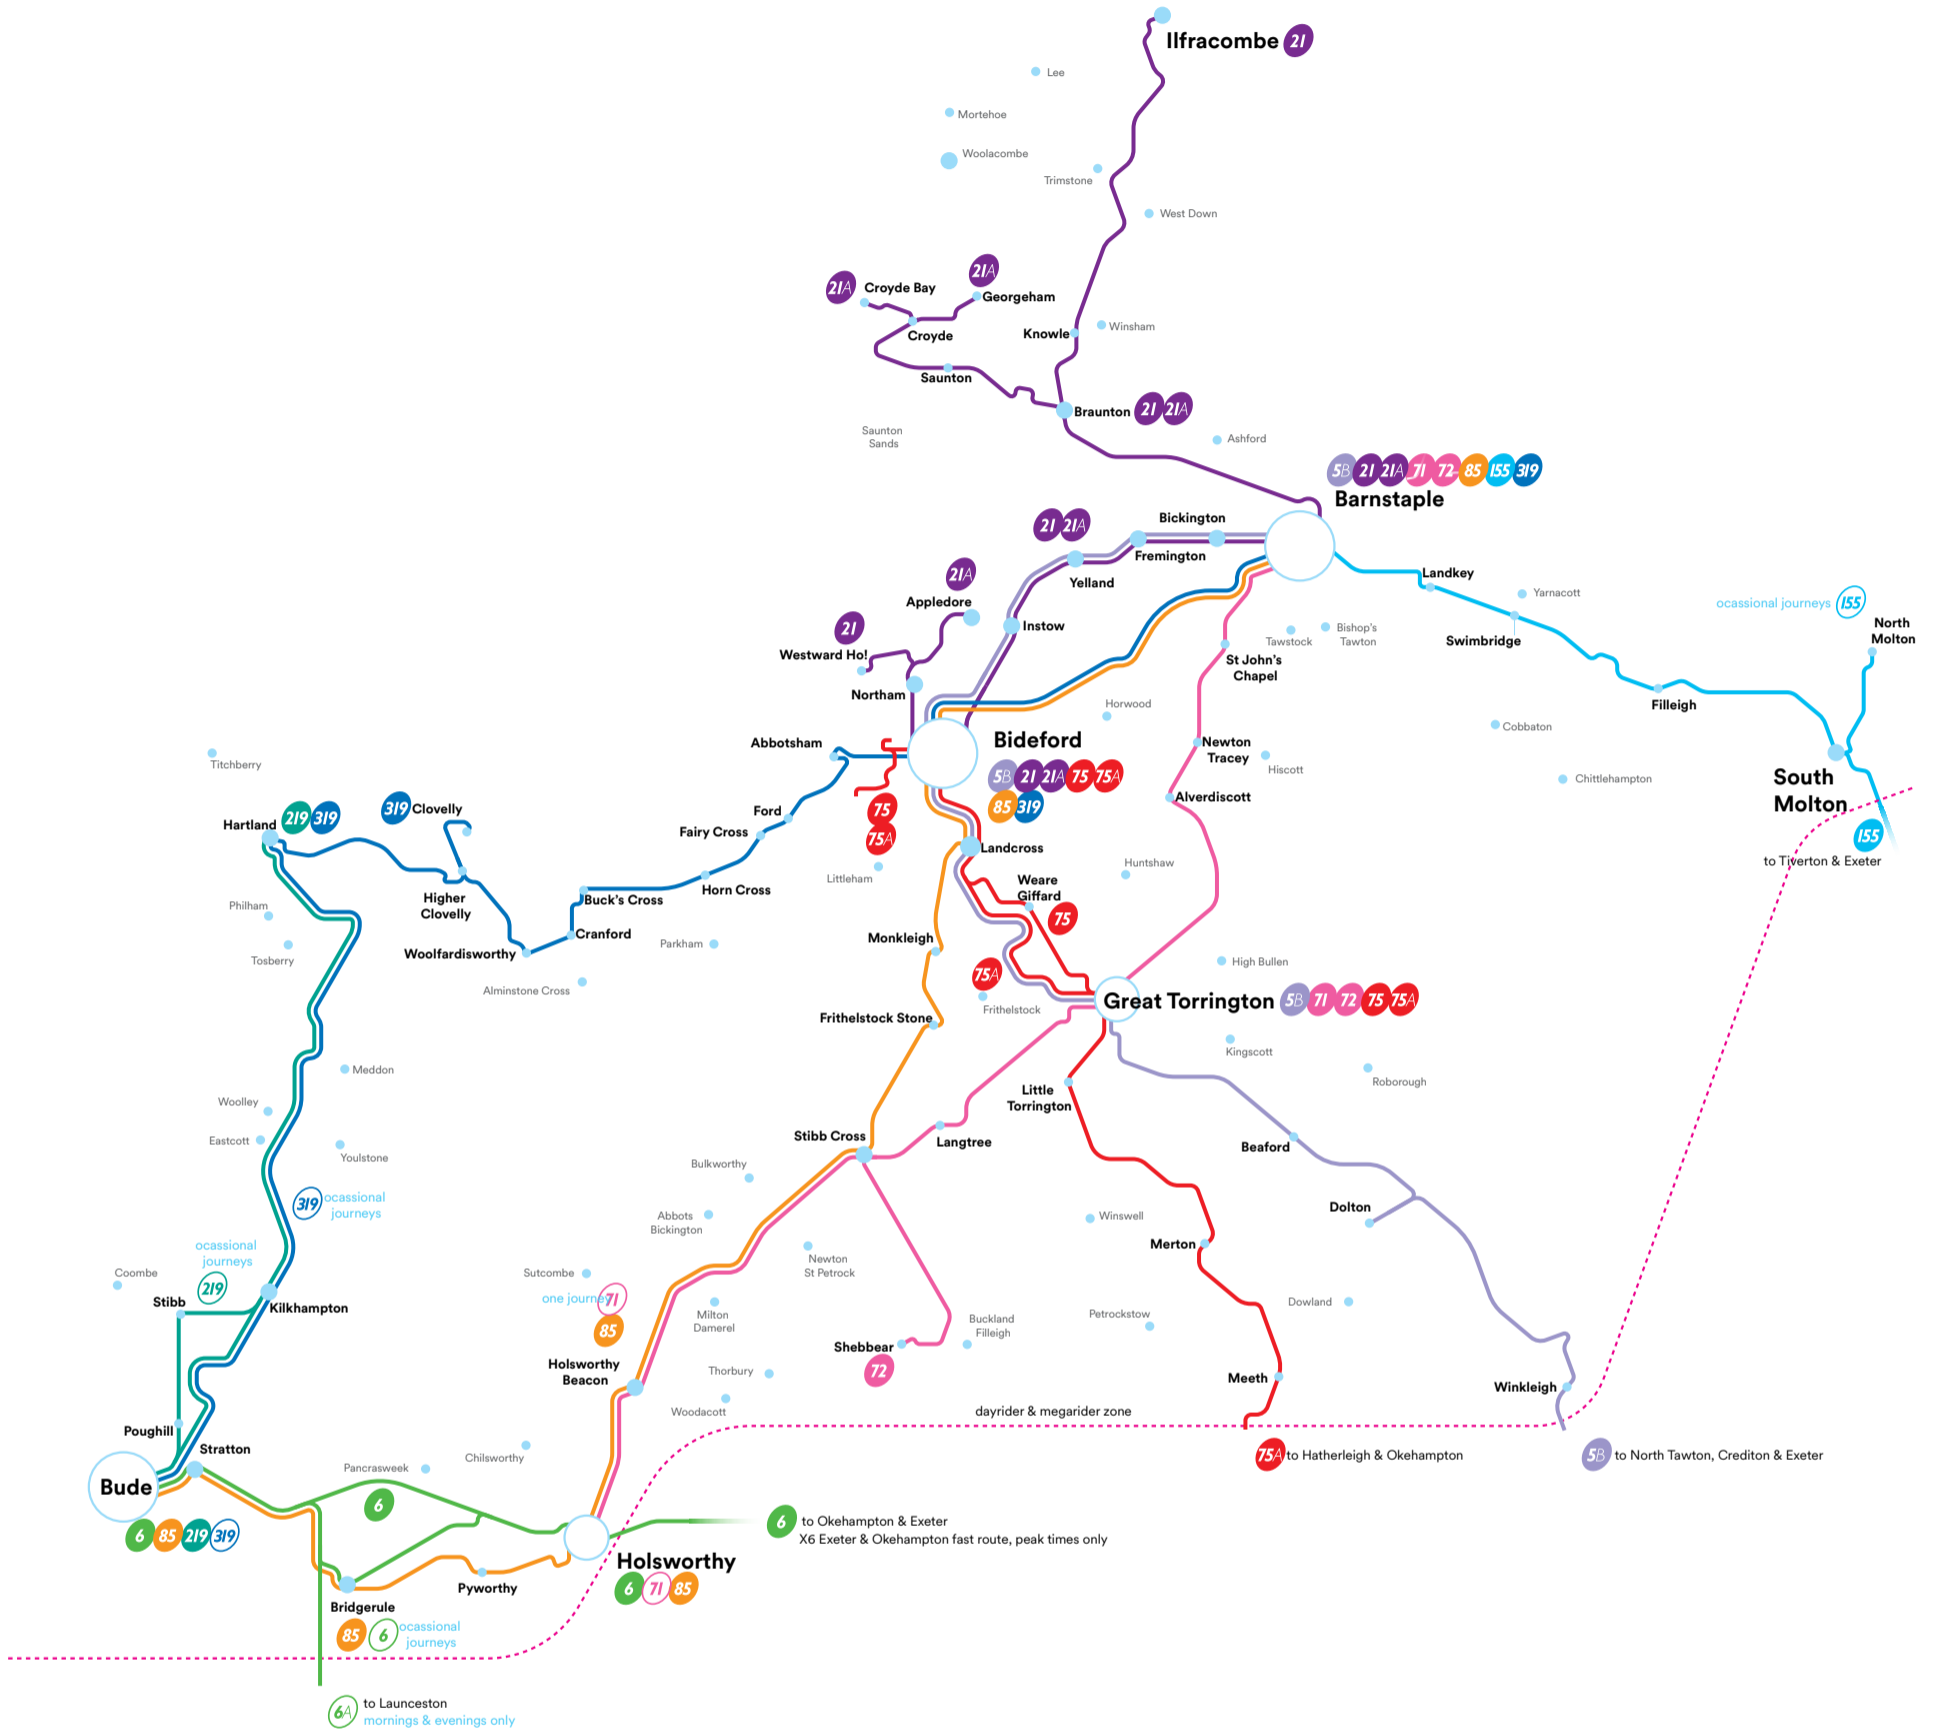 Ilfracombe 21
Lee
Mortehoe
Woolacombe
Trimstone
West Down
21A Croyde Bay
21A
Georgeham
Croyde
Knowle
Winsham
Saunton
Braunton 21 21A
Saunton
Sands
Ashford
5B 21 21A 71 72 85 155 319
Barnstaple
21 21A
Bickington
Fremington
Yelland
21A
Appledore
Instow
21
Westward Ho!
Northam
Landkey
Yarnacott
Swimbridge
ocassional journeys 155
North
Molton
Tawstock
Bishop's
Tawton
St John's
Chapel
Filleigh
Horwood
Cobbaton
Newton
Tracey
Hiscott
Chittlehampton
South
Molton
155
to Tiverton & Exeter
Alverdiscott
Abbotsham
Bideford
5B 21 21A 75 75A
85 319
75
75A
Littleham
Landcross
Titchberry
Hartland 219 319
319 Clovelly
Ford
Fairy Cross
Horn Cross
Buck's Cross
Higher
Clovelly
Cranford
Woolfardisworthy
Parkham
Alminstone Cross
Philham
Tosberry
Huntshaw
Weare
Giffard
75
Monkleigh
75A
Frithelstock
Frithelstock Stone
High Bullen
Great Torrington 5B 71 72 75 75A
Kingscott
Roborough
Little
Torrington
Beaford
Dolton
Meddon
Woolley
Eastcott
Youlstone
319 ocassional
journeys
ocassional
journeys
219
Coombe
Stibb
Kilkhampton
Stibb Cross
Langtree
Bulkworthy
Abbots
Bickington
Newton
St Petrock
Sutcombe
one journey 71
85
Milton
Damerel
Holsworthy
Beacon
Thorbury
Woodacott
Shebbear
72
Buckland
Filleigh
Winswell
Merton
Petrockstow
Dowland
Meeth
Winkleigh
dayrider & megarider zone
75A to Hatherleigh & Okehampton
5B to North Tawton, Crediton & Exeter
Poughill
Stratton
Bude
6 85 219 319
Pancrasweek
Chilsworthy
6
6 to Okehampton & Exeter
X6 Exeter & Okehampton fast route, peak times only
Holsworthy
6 71 85
Pyworthy
Bridgerule
85 6 ocassional
journeys
6A to Launceston
mornings & evenings only